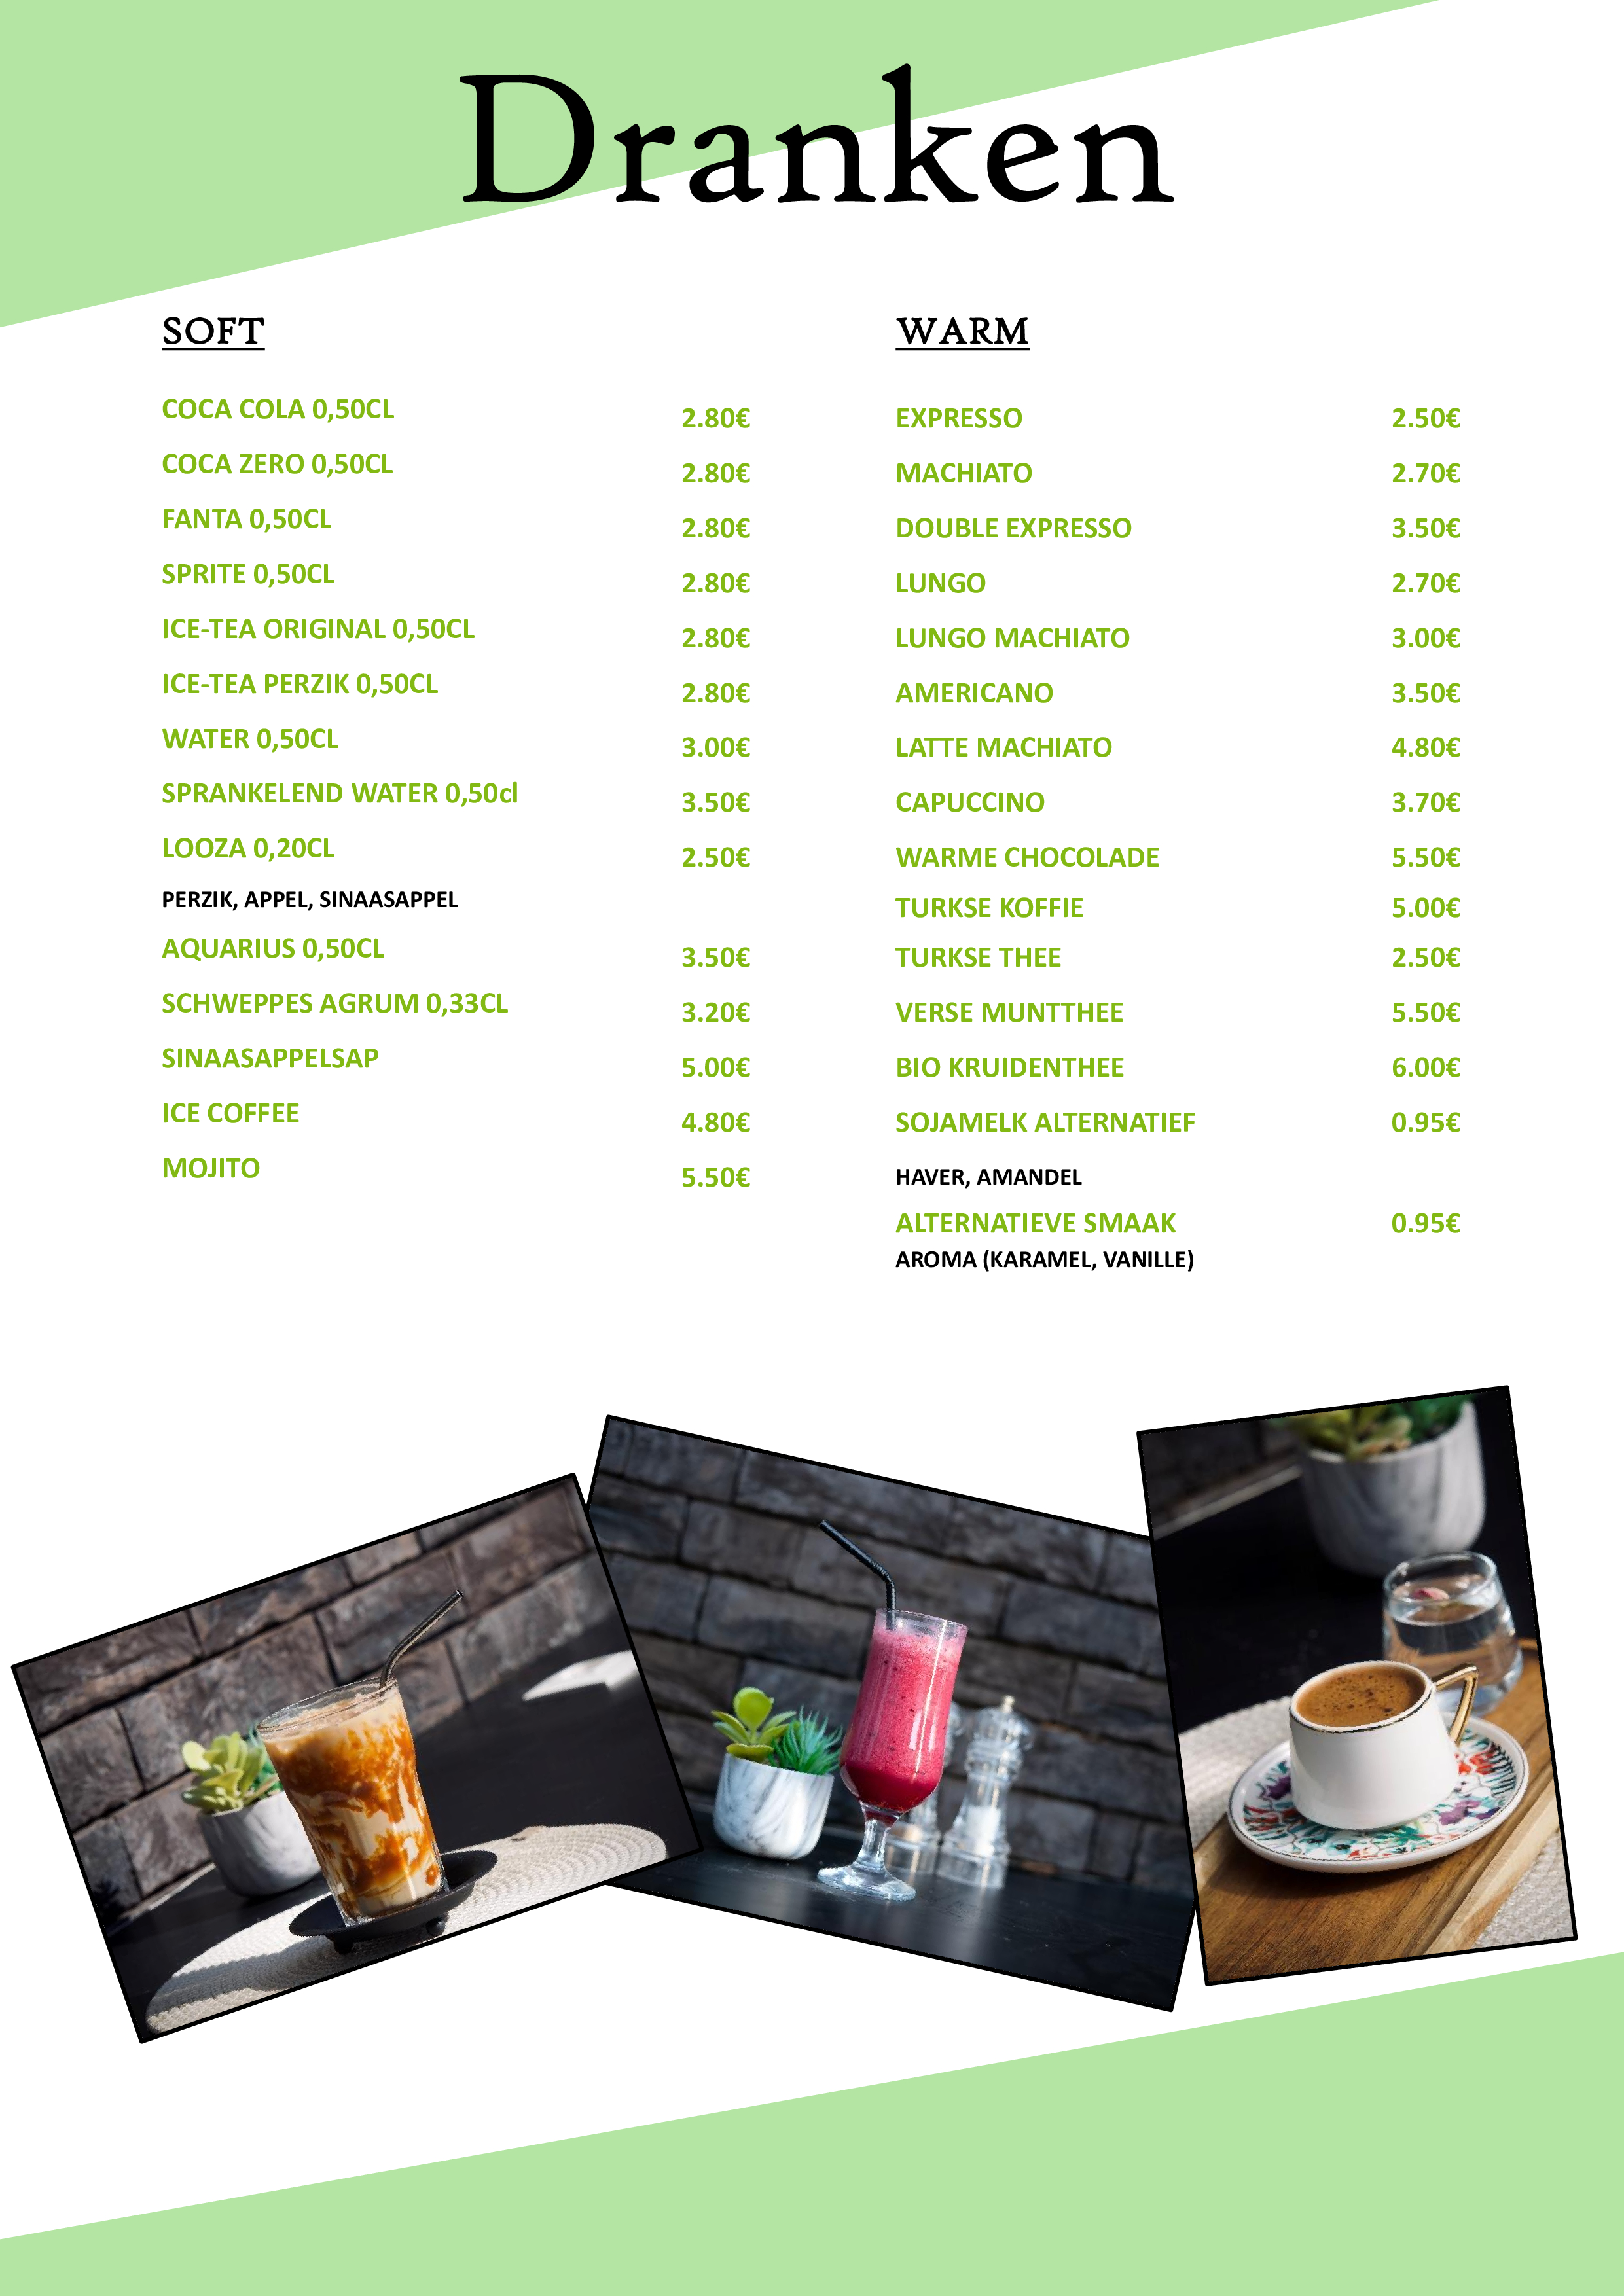 Dranken
SOFT
COCA COLA 0,50CL 2.80€
COCA ZERO 0,50CL 2.80€
FANTA 0,50CL 2.80€
SPRITE 0,50CL 2.80€
ICE-TEA ORIGINAL 0,50CL 2.80€
ICE-TEA PERZIK 0,50CL 2.80€
WATER 0,50CL 3.00€
SPRANKELEND WATER 0,50cl 3.50€
LOOZA 0,20CL 2.50€
PERZIK, APPEL, SINAASAPPEL
AQUARIUS 0,50CL 3.50€
SCHWEPPES AGRUM 0,33CL 3.20€
SINAASAPPELSAP 5.00€
ICE COFFEE 4.80€
MOJITO 5.50€
WARM
EXPRESSO 2.50€
MACHIATO 2.70€
DOUBLE EXPRESSO 3.50€
LUNGO 2.70€
LUNGO MACHIATO 3.00€
AMERICANO 3.50€
LATTE MACHIATO 4.80€
CAPUCCINO 3.70€
WARME CHOCOLADE 5.50€
TURKSE KOFFIE 5.00€
TURKSE THEE 2.50€
VERSE MUNTTHEE 5.50€
BIO KRUIDENTHEE 6.00€
SOJAMELK ALTERNATIEF 0.95€
HAVER, AMANDEL
ALTERNATIEVE SMAAK 0.95€
AROMA (KARAMEL, VANILLE)